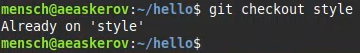 mensch@aeaskerov:~/hello$ git checkout style
Already on 'style'
mensch@aeaskerov:~/hello$